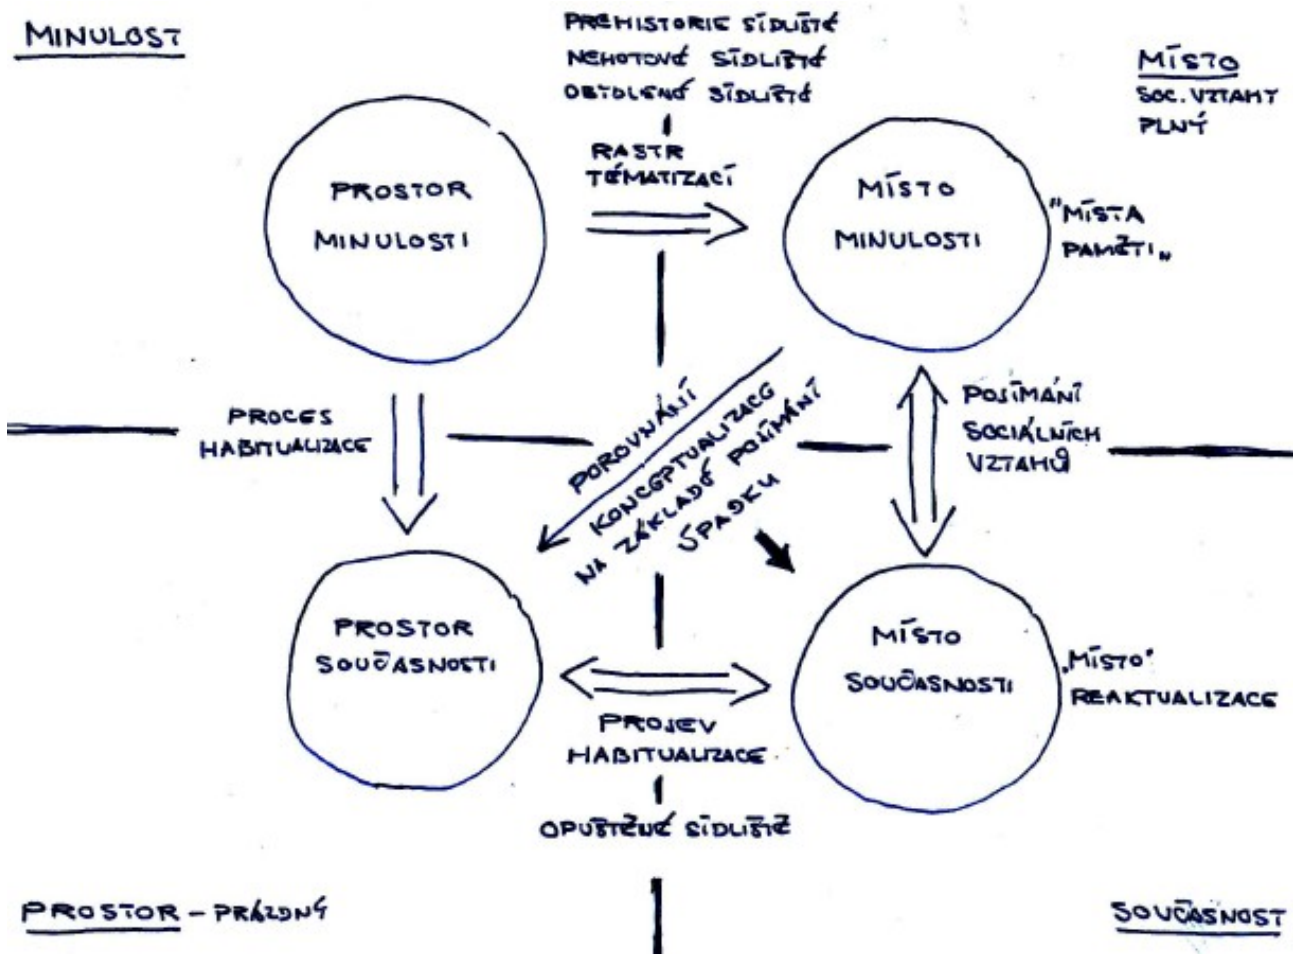 MINULOST
PREHISTORIE SÍDLIŠTĚ
NEHOTOVÉ SÍDLIŠTĚ
OBYDLENÉ SÍDLIŠTĚ
MÍSTO
SOC. VZTAHY
PLNÝ
RASTR
TÉMATIZACÍ
PROSTOR
MINULOSTI
MÍSTO
MINULOSTI
"MÍSTA
PAMĚTI"
PROCES
HABITUALIZACE
POROVNÁNÍ
KONCEPTUALIZACE
NA ZÁKLADĚ POJÍMÁNÍ
ÚPADKU
POJÍMÁNÍ
SOCIÁLNÍCH
VZTAHŮ
PROSTOR
SOUČASNOSTI
MÍSTO
SOUČASNOSTI
"MÍSTO"
REAKTUALIZACE
PROJEV
HABITUALIZACE
OPUŠTĚNÉ SÍDLIŠTĚ
PROSTOR - PRÁZDNÝ
SOUČASNOST